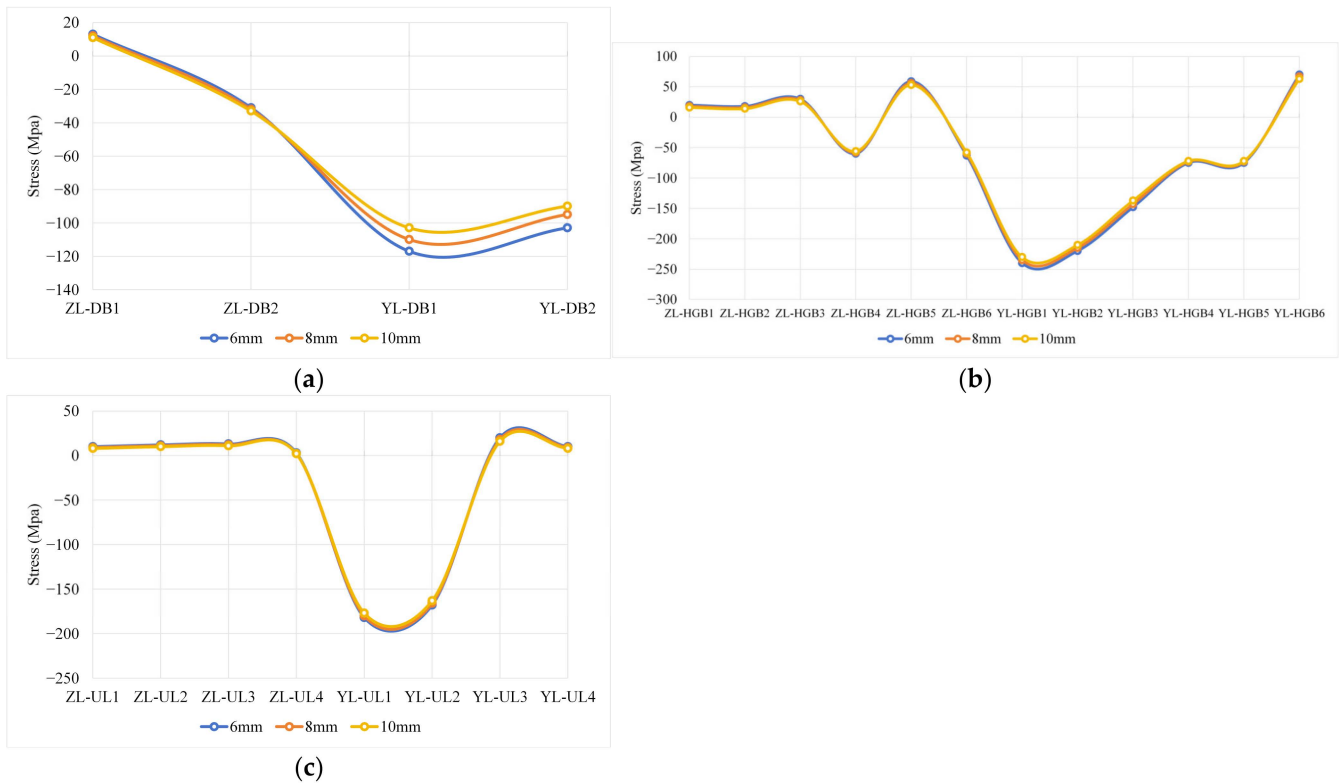 20
0
−20
−40
−60
−80
−100
−120
−140
Stress (Mpa)
ZL-DB1 ZL-DB2 YL-DB1 YL-DB2
6mm 8mm 10mm
(a)
100
50
0
−50
−100
−150
−200
−250
−300
Stress (Mpa)
ZL-HGB1 ZL-HGB2 ZL-HGB3 ZL-HGB4 ZL-HGB5 ZL-HGB6 YL-HGB1 YL-HGB2 YL-HGB3 YL-HGB4 YL-HGB5 YL-HGB6
6mm 8mm 10mm
(b)
50
0
−50
−100
−150
−200
−250
Stress (Mpa)
ZL-UL1 ZL-UL2 ZL-UL3 ZL-UL4 YL-UL1 YL-UL2 YL-UL3 YL-UL4
6mm 8mm 10mm
(c)